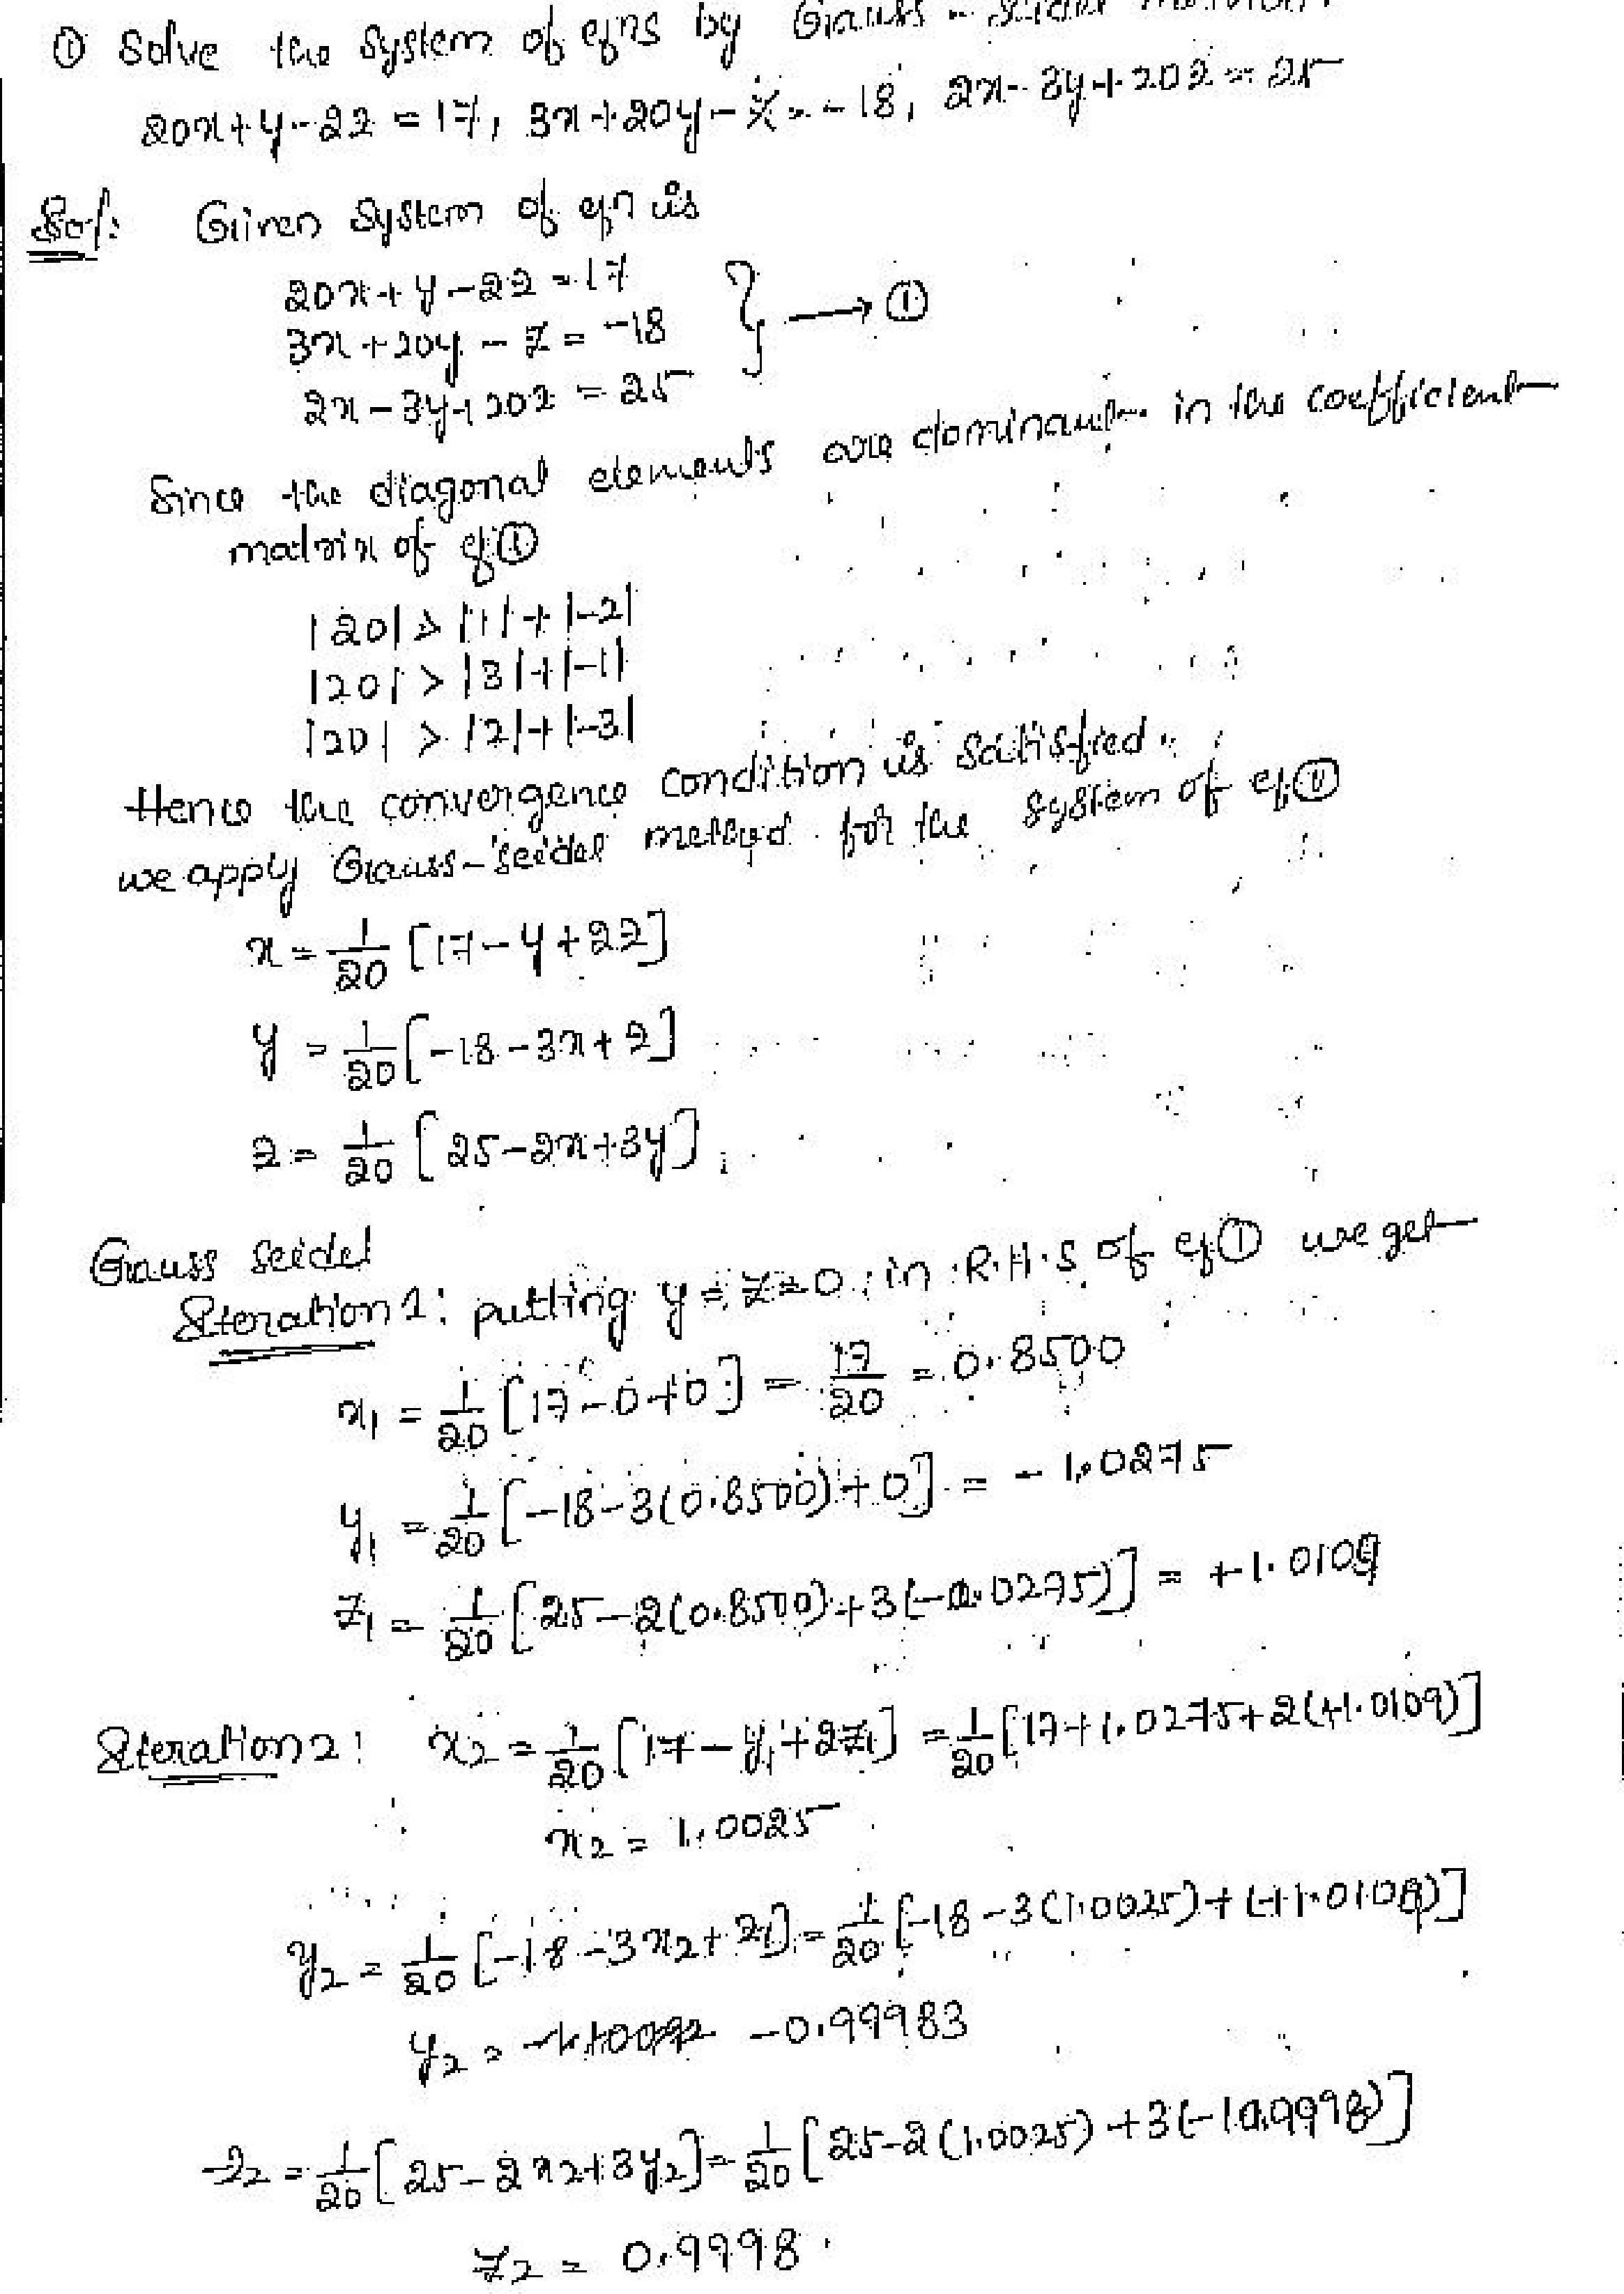 ① Solve the system of eqns by Gauss - Seidel method.
20x+y-2z = 17, 3x+20y-z = -18, 2x-3y+20z = 25
Sol: Given system of eqn is
20x+y-2z = 17
3x+20y-z = -18 } → ①
2x-3y+20z = 25
Since the diagonal elements are dominant in the coefficient
matrix of eq ①
|20| > |1|+|-2|
|20| > |3|+|-1|
|20| > |2|+|-3|
Hence the convergence condition is satisfied.
we apply Gauss-Seidel method for the system of eq ①
x = 1/20 [17-y+2z]
y = 1/20 [-18-3x+z]
z = 1/20 [25-2x+3y]
Gauss Seidel
Iteration 1: putting y=z=0 in R.H.S of eq ① we get
x₁ = 1/20 [17-0+0] = 17/20 = 0.8500
y₁ = 1/20 [-18-3(0.8500)+0] = -1.0275
z₁ = 1/20 [25-2(0.8500)+3(-1.0275)] = +1.0109
Iteration 2: x₂ = 1/20 [17-y₁+2z₁] = 1/20 [17+1.0275+2(+1.0109)]
x₂ = 1.0025
y₂ = 1/20 [-18-3x₂+z₁] = 1/20 [-18-3(1.0025)+(+1.0109)]
y₂ = -0.99983
z₂ = 1/20 [25-2x₂+3y₂] = 1/20 [25-2(1.0025)+3(-0.9998)]
z₂ = 0.9998